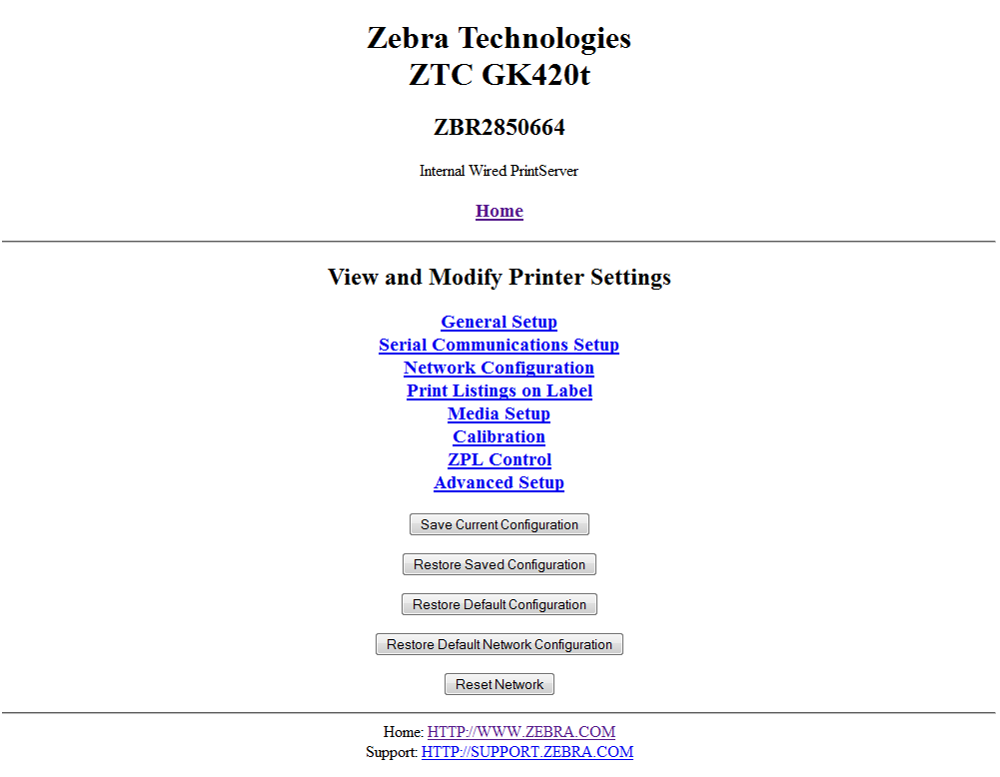 Zebra Technologies
ZTC GK420t
ZBR2850664
Internal Wired PrintServer
Home
View and Modify Printer Settings
General Setup
Serial Communications Setup
Network Configuration
Print Listings on Label
Media Setup
Calibration
ZPL Control
Advanced Setup
Save Current Configuration
Restore Saved Configuration
Restore Default Configuration
Restore Default Network Configuration
Reset Network
Home: HTTP://WWW.ZEBRA.COM
Support: HTTP://SUPPORT.ZEBRA.COM